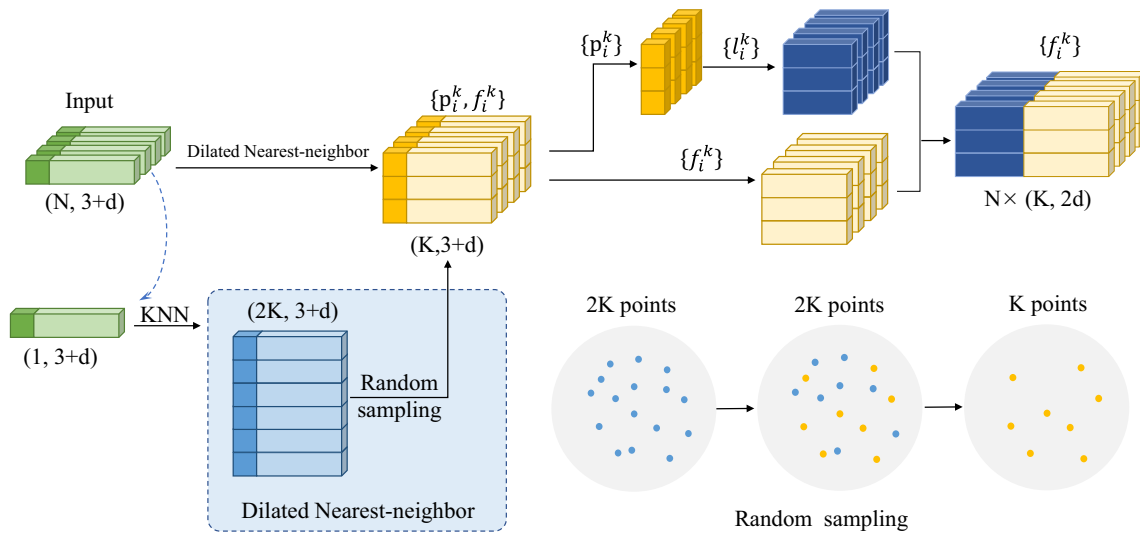 Input
(N, 3+d)
Dilated Nearest-neighbor
{p_i^k, f_i^k}
(K,3+d)
{p_i^k}
{l_i^k}
{f_i^k}
{f_i^k}
N× (K, 2d)
(1, 3+d)
KNN
(2K, 3+d)
Random
sampling
Dilated Nearest-neighbor
2K points
2K points
K points
Random sampling